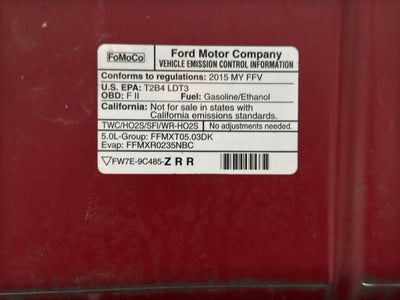 FoMoCo
Ford Motor Company
VEHICLE EMISSION CONTROL INFORMATION
Conforms to regulations: 2015 MY FFV
U.S. EPA: T2B4 LDT3
OBD: F II Fuel: Gasoline/Ethanol
California: Not for sale in states with
California emissions standards.
TWC/HO2S/SFI/WR-HO2S No adjustments needed.
5.0L-Group: FFMXT05.03DK
Evap: FFMXR0235NBC
▽FW7E-9C485-ZRR